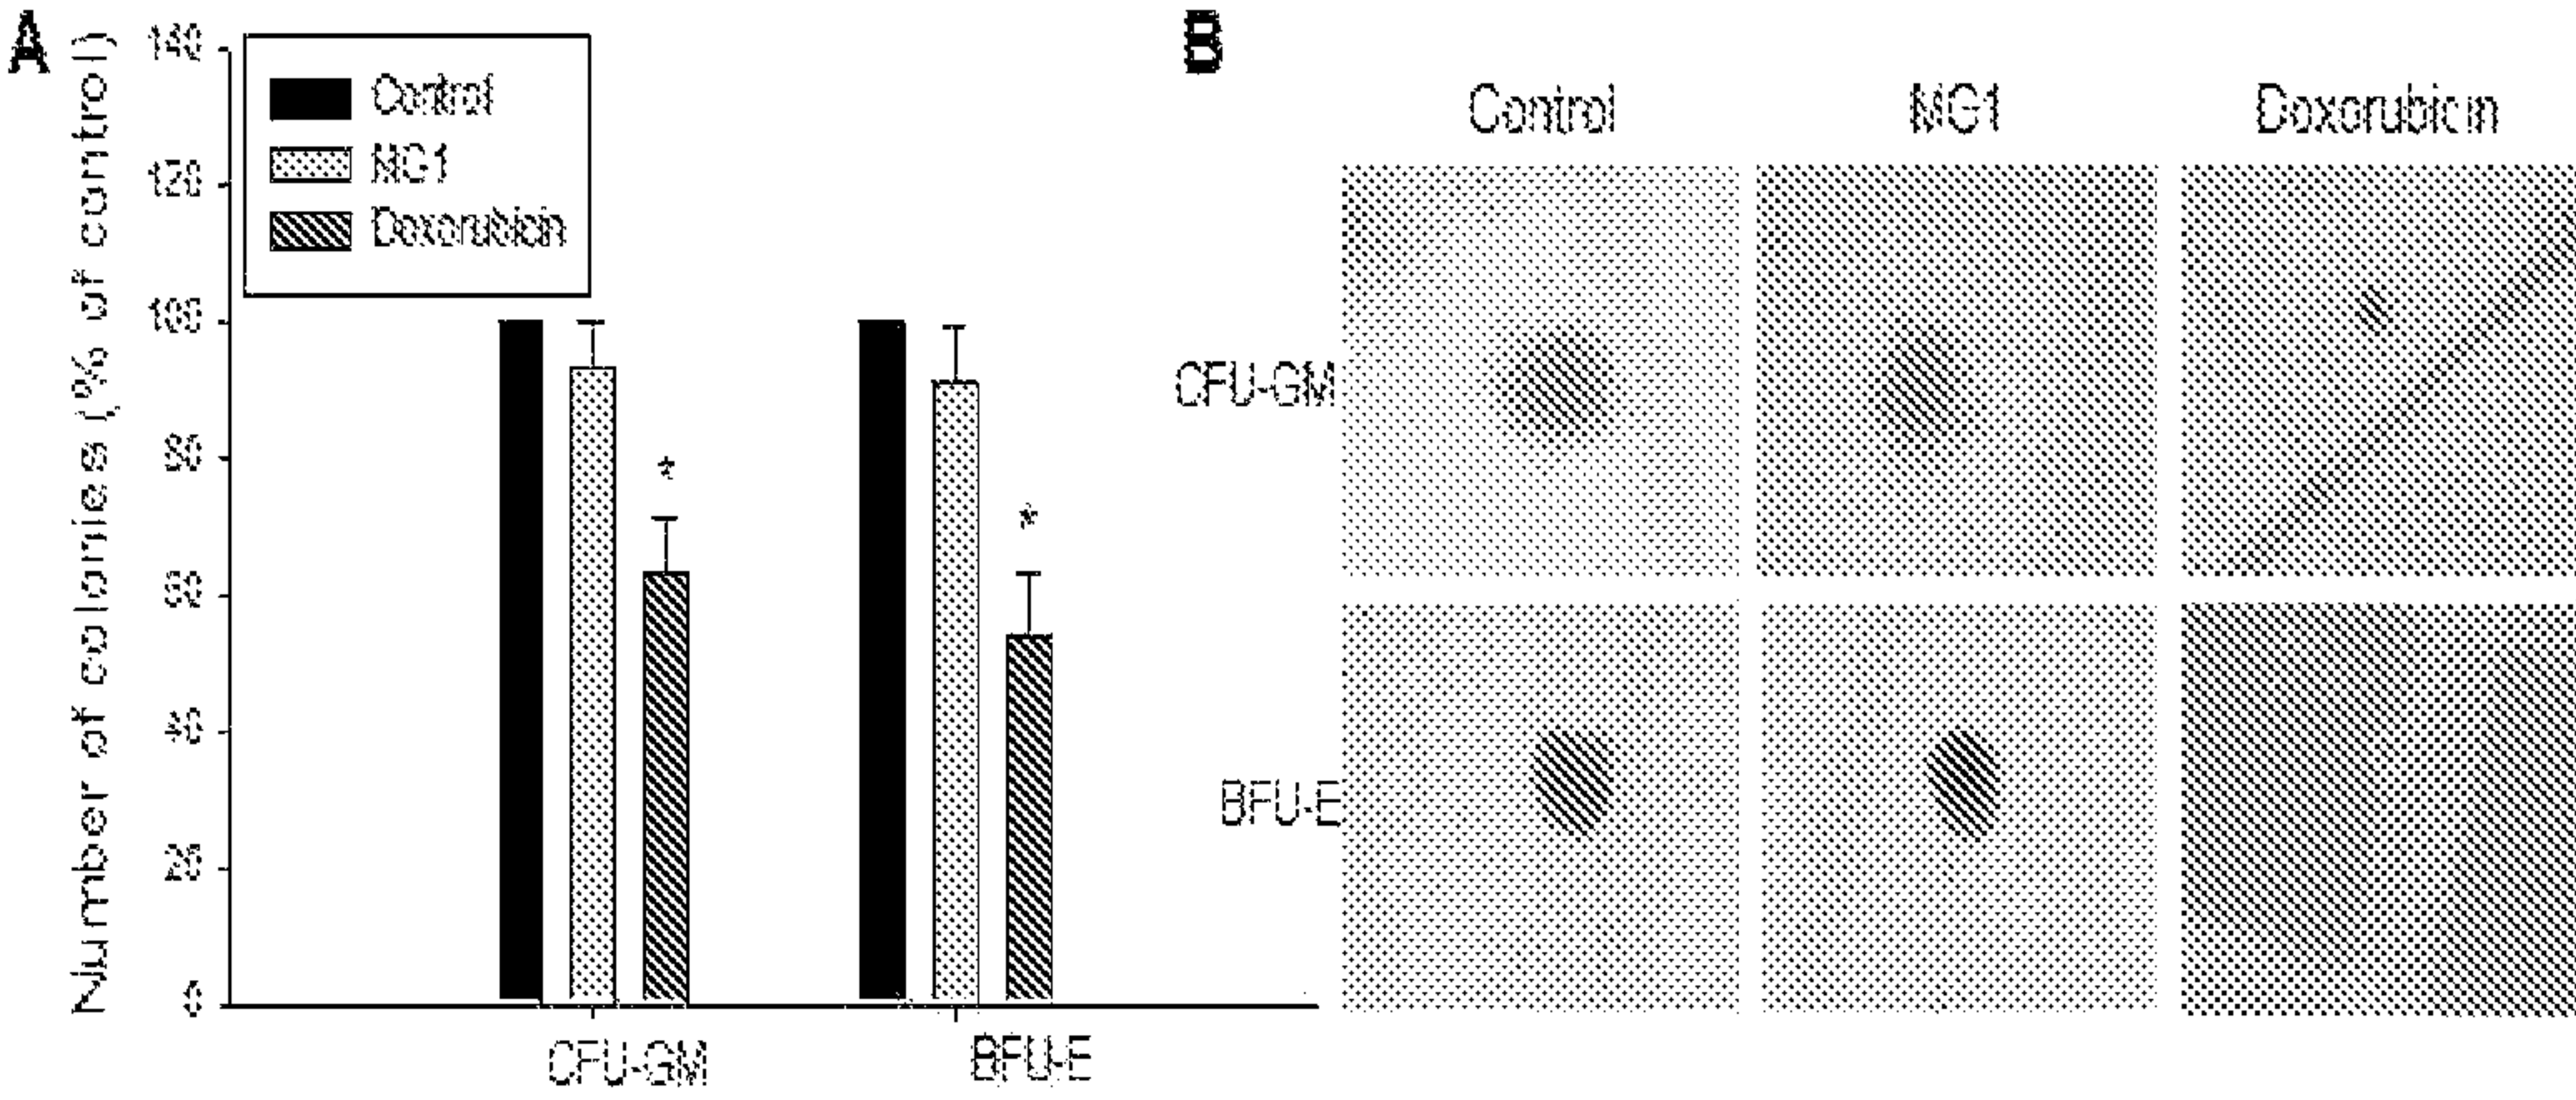 A
Number of colonies (% of control)
140
120
100
80
60
40
20
0
Control
MG1
Doxorubicin
*
*
CFU-GM
BFU-E
B
Control
MG1
Doxorubicin
CFU-GM
BFU-E